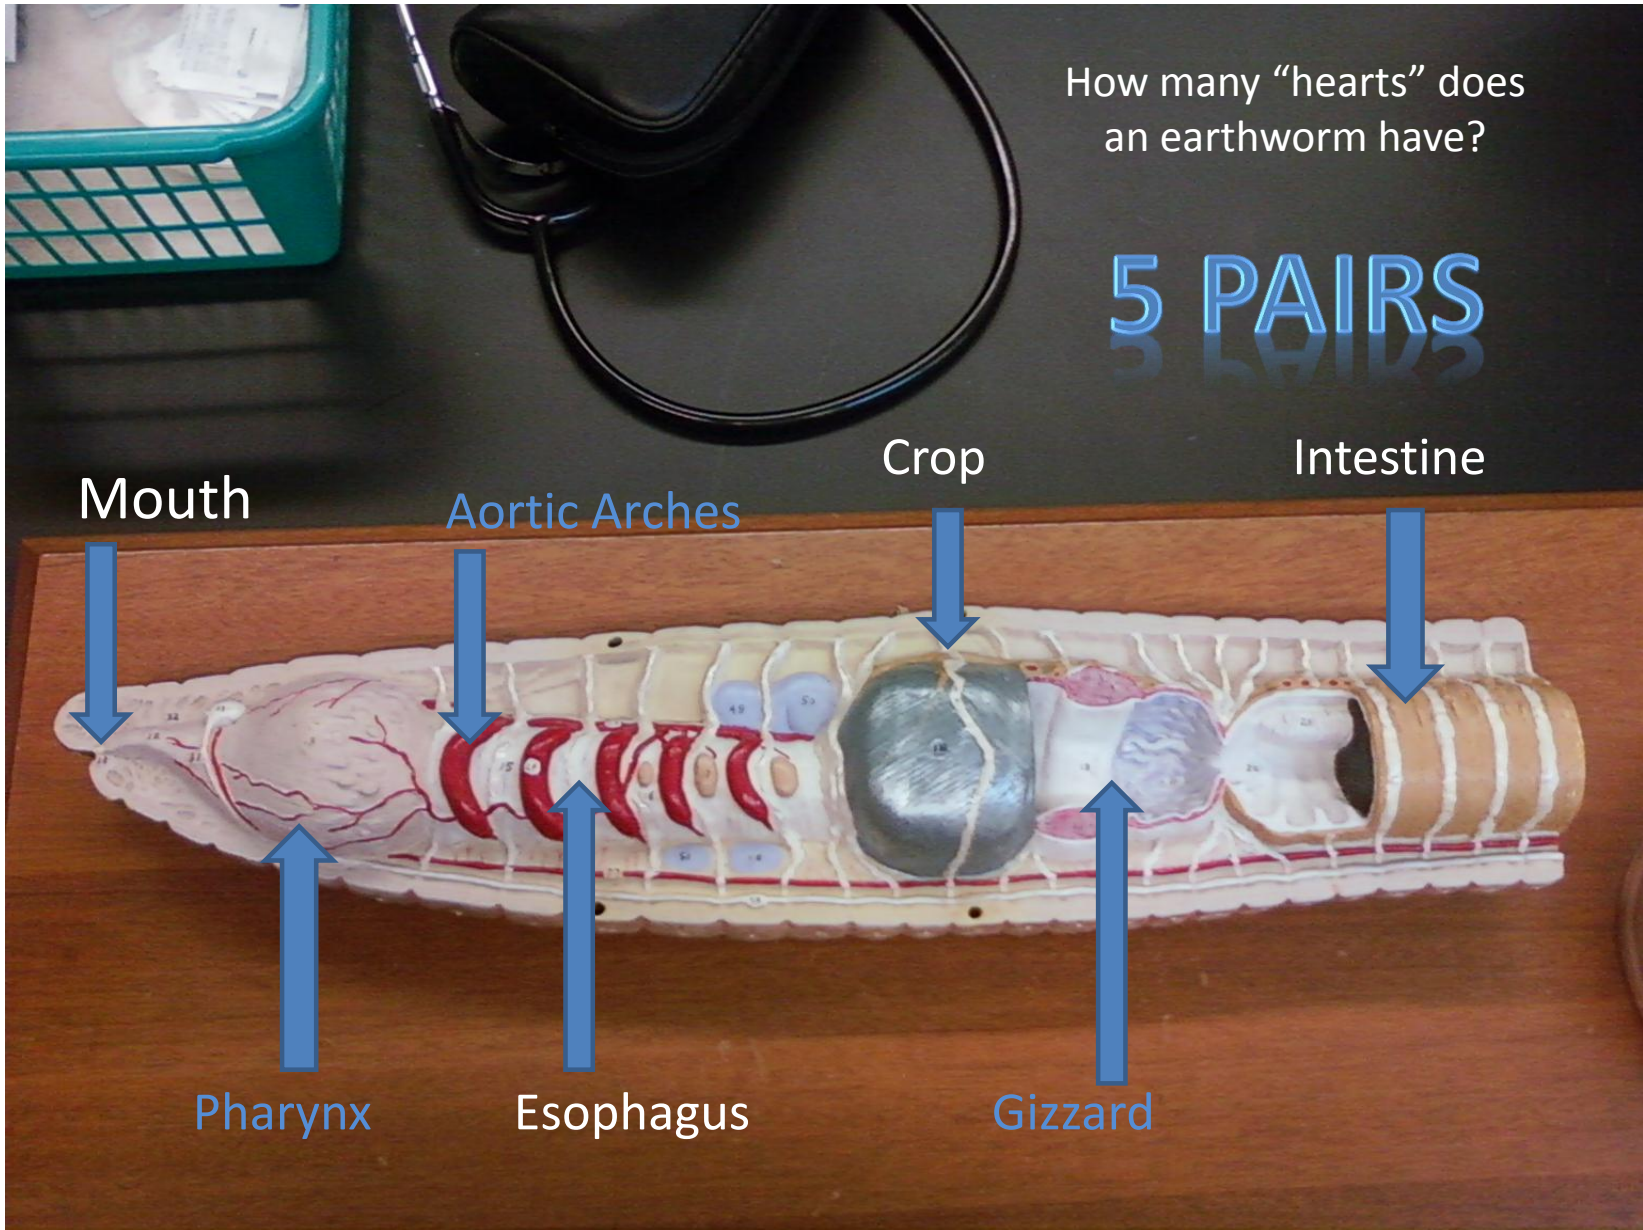 How many “hearts” does
an earthworm have?
5 PAIRS
Crop
Intestine
Mouth
Aortic Arches
Pharynx
Esophagus
Gizzard